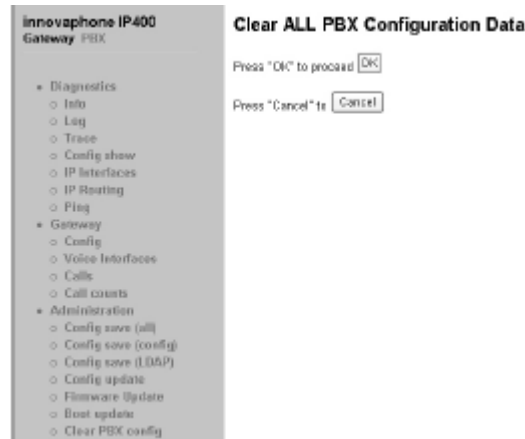 innovaphone IP400
Gateway PBX
Diagnostics
Info
Log
Trace
Config show
IP Interfaces
IP Routing
Ping
Gateway
Config
Voice Interfaces
Calls
Call counts
Administration
Config save (all)
Config save (config)
Config save (LDAP)
Config update
Firmware Update
Boot update
Clear PBX config
Clear ALL PBX Configuration Data
Press "OK" to proceed OK
Press "Cancel" to Cancel